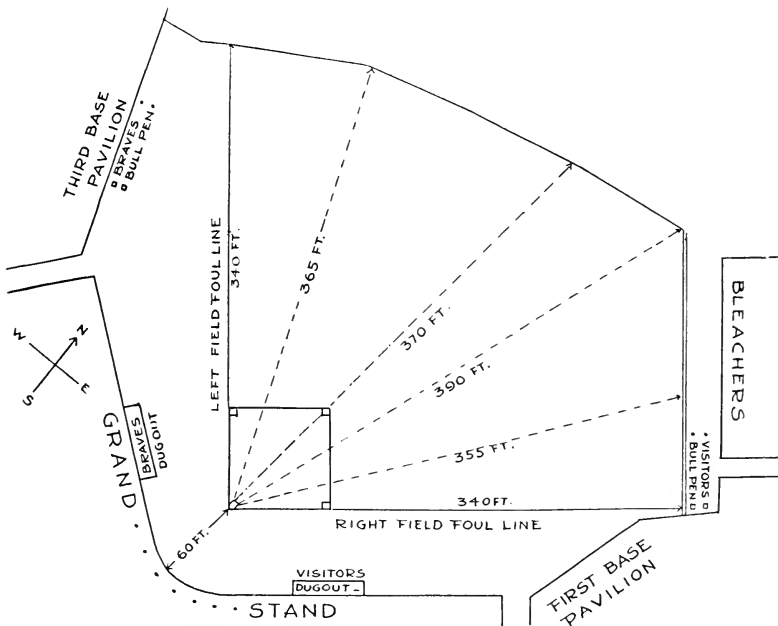 THIRD BASE
PAVILION
BRAVES
BULL PEN
LEFT FIELD FOUL LINE
340 FT.
365 FT.
370 FT.
390 FT.
355 FT.
340 FT.
RIGHT FIELD FOUL LINE
60 FT.
BLEACHERS
VISITORS
BULL PEN
W
N
S
E
GRAND
BRAVES
DUGOUT
VISITORS
DUGOUT
STAND
FIRST BASE
PAVILION